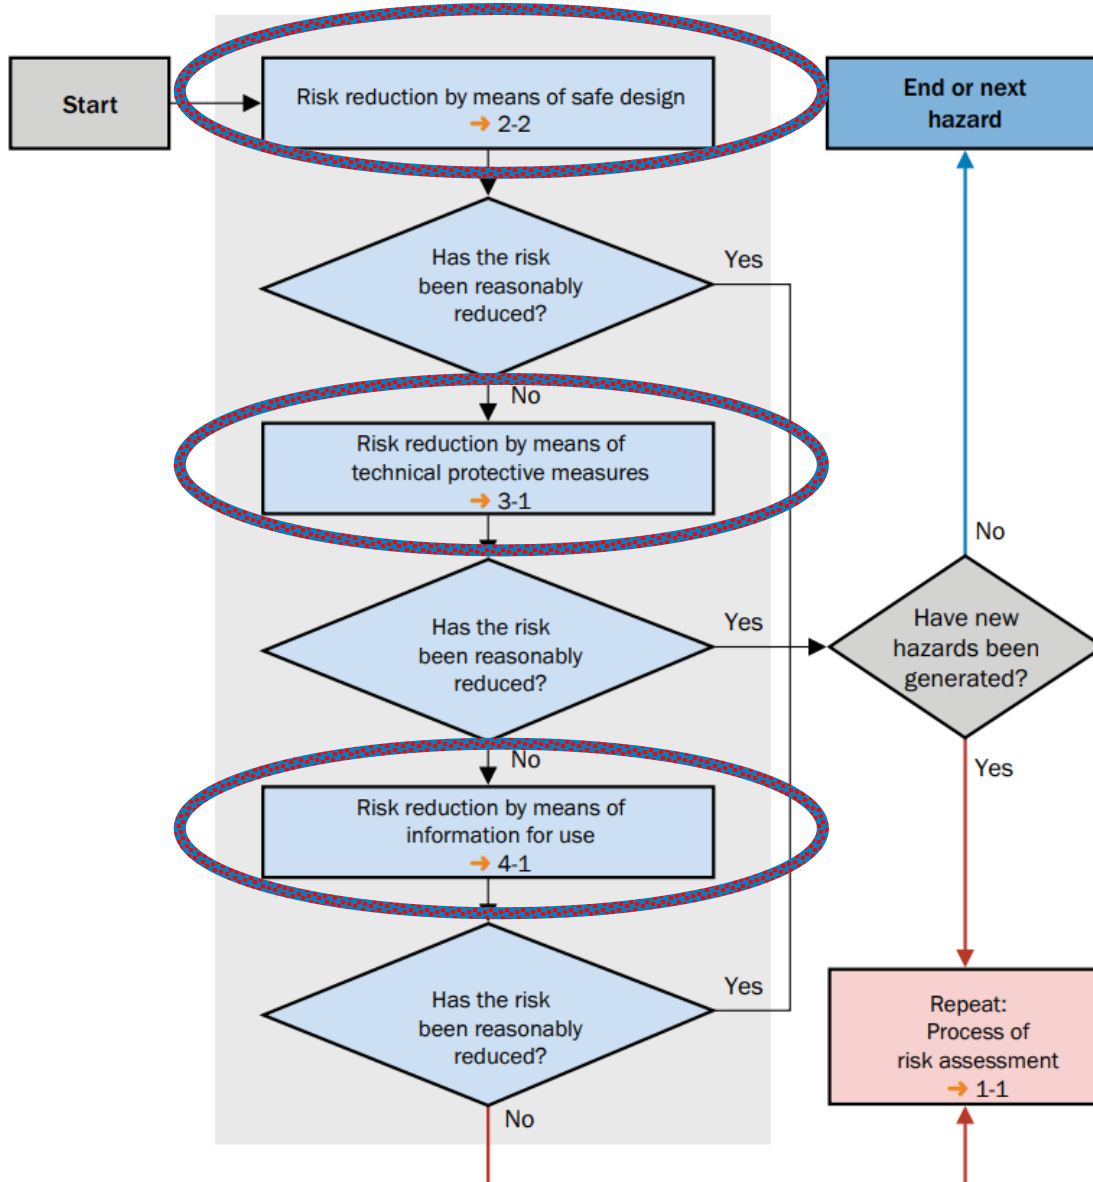 Start
Risk reduction by means of safe design
➜ 2-2
End or next
hazard
Has the risk
been reasonably
reduced?
Yes
No
Risk reduction by means of
technical protective measures
➜ 3-1
Has the risk
been reasonably
reduced?
Yes
No
Have new
hazards been
generated?
No
Yes
Risk reduction by means of
information for use
➜ 4-1
Has the risk
been reasonably
reduced?
Yes
No
Repeat:
Process of
risk assessment
➜ 1-1